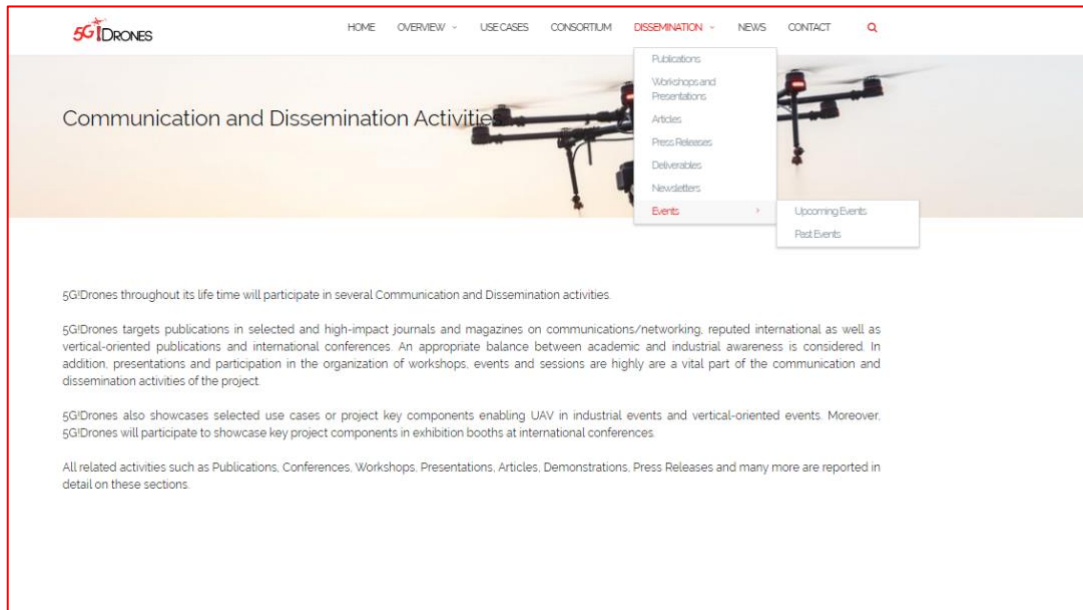 5G!DRONES
HOME OVERVIEW USE CASES CONSORTIUM DISSEMINATION NEWS CONTACT
Publications
Workshops and
Presentations
Articles
Press Releases
Deliverables
Newsletters
Events
Upcoming Events
Past Events
Communication and Dissemination Activities
5G!Drones throughout its life time will participate in several Communication and Dissemination activities.
5G!Drones targets publications in selected and high-impact journals and magazines on communications/networking, reputed international as well as
vertical-oriented publications and international conferences. An appropriate balance between academic and industrial awareness is considered. In
addition, presentations and participation in the organization of workshops, events and sessions are highly are a vital part of the communication and
dissemination activities of the project.
5G!Drones also showcases selected use cases or project key components enabling UAV in industrial events and vertical-oriented events. Moreover,
5G!Drones will participate to showcase key project components in exhibition booths at international conferences.
All related activities such as Publications, Conferences, Workshops, Presentations, Articles, Demonstrations, Press Releases and many more are reported in
detail on these sections.